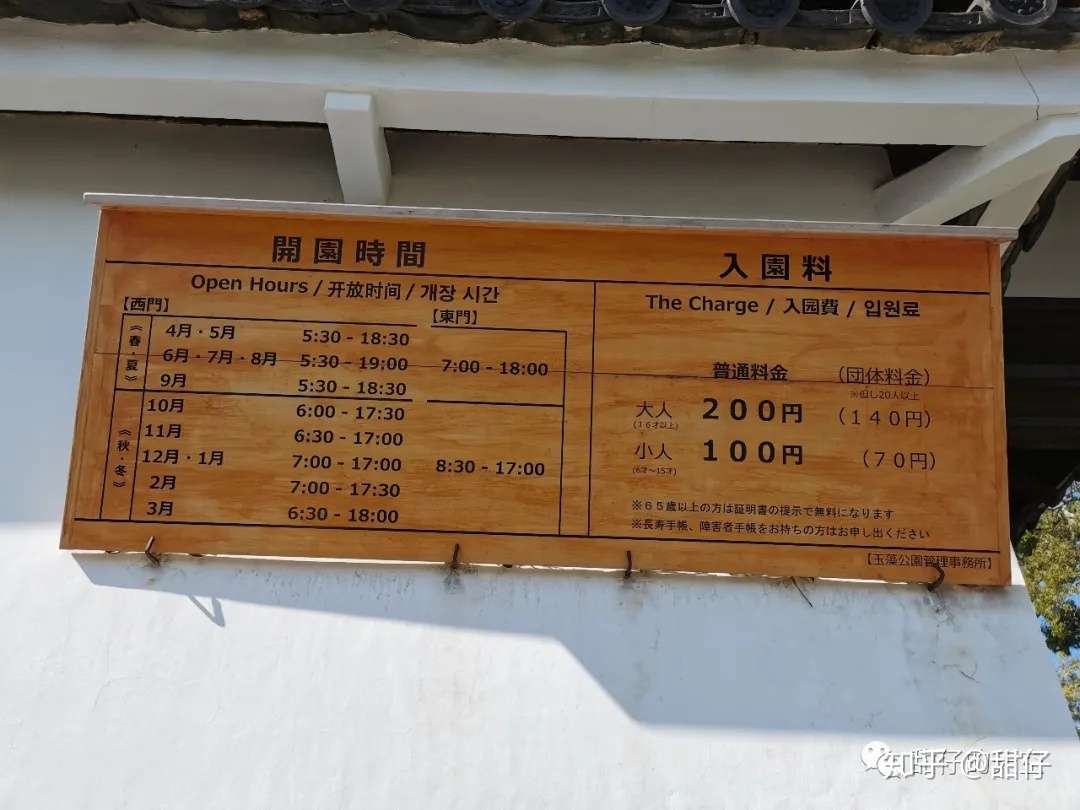 開園時間
Open Hours / 开放时间 / 개장 시간
【西門】
【東門】
《春・夏》
4月・5月 5:30 - 18:30
6月・7月・8月 5:30 - 19:00
9月 5:30 - 18:30
7:00 - 18:00
《秋・冬》
10月 6:00 - 17:30
11月 6:30 - 17:00
12月・1月 7:00 - 17:00
2月 7:00 - 17:30
3月 6:30 - 18:00
8:30 - 17:00
入園料
The Charge / 入园費 / 입원료
普通料金 (団体料金)
※但し20人以上
大人 200円 (140円)
(16才以上)
小人 100円 (70円)
(6才～15才)
※65歳以上の方は証明書の提示で無料になります
※長寿手帳、障害者手帳をお持ちの方はお申し出ください
【玉藻公園管理事務所】
知乎 @甜仔